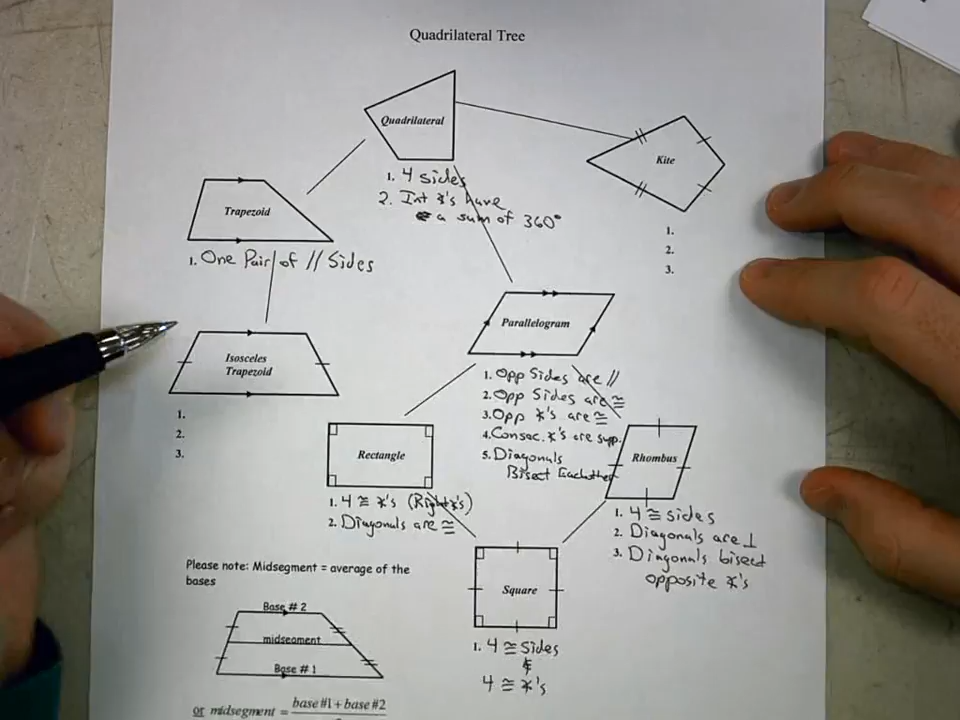 Quadrilateral Tree
Quadrilateral
1. 4 sides
2. Int ∡'s have
a sum of 360°
Kite
1.
2.
3.
Trapezoid
1. One Pair of // Sides
Parallelogram
1. Opp Sides are //
2. Opp Sides are ≅
3. Opp ∡'s are ≅
4. Consec. ∡'s are supp.
5. Diagonals
Bisect Eachother
Isosceles
Trapezoid
1.
2.
3.
Rectangle
1. 4 ≅ ∡'s (Right ∡'s)
2. Diagonals are ≅
Rhombus
1. 4 ≅ sides
2. Diagonals are ⊥
3. Diagonals bisect
opposite ∡'s
Square
1. 4 ≅ Sides
&
4 ≅ ∡'s
Please note: Midsegment = average of the
bases
Base # 2
midsegment
Base # 1
or midsegment = base #1 + base #2